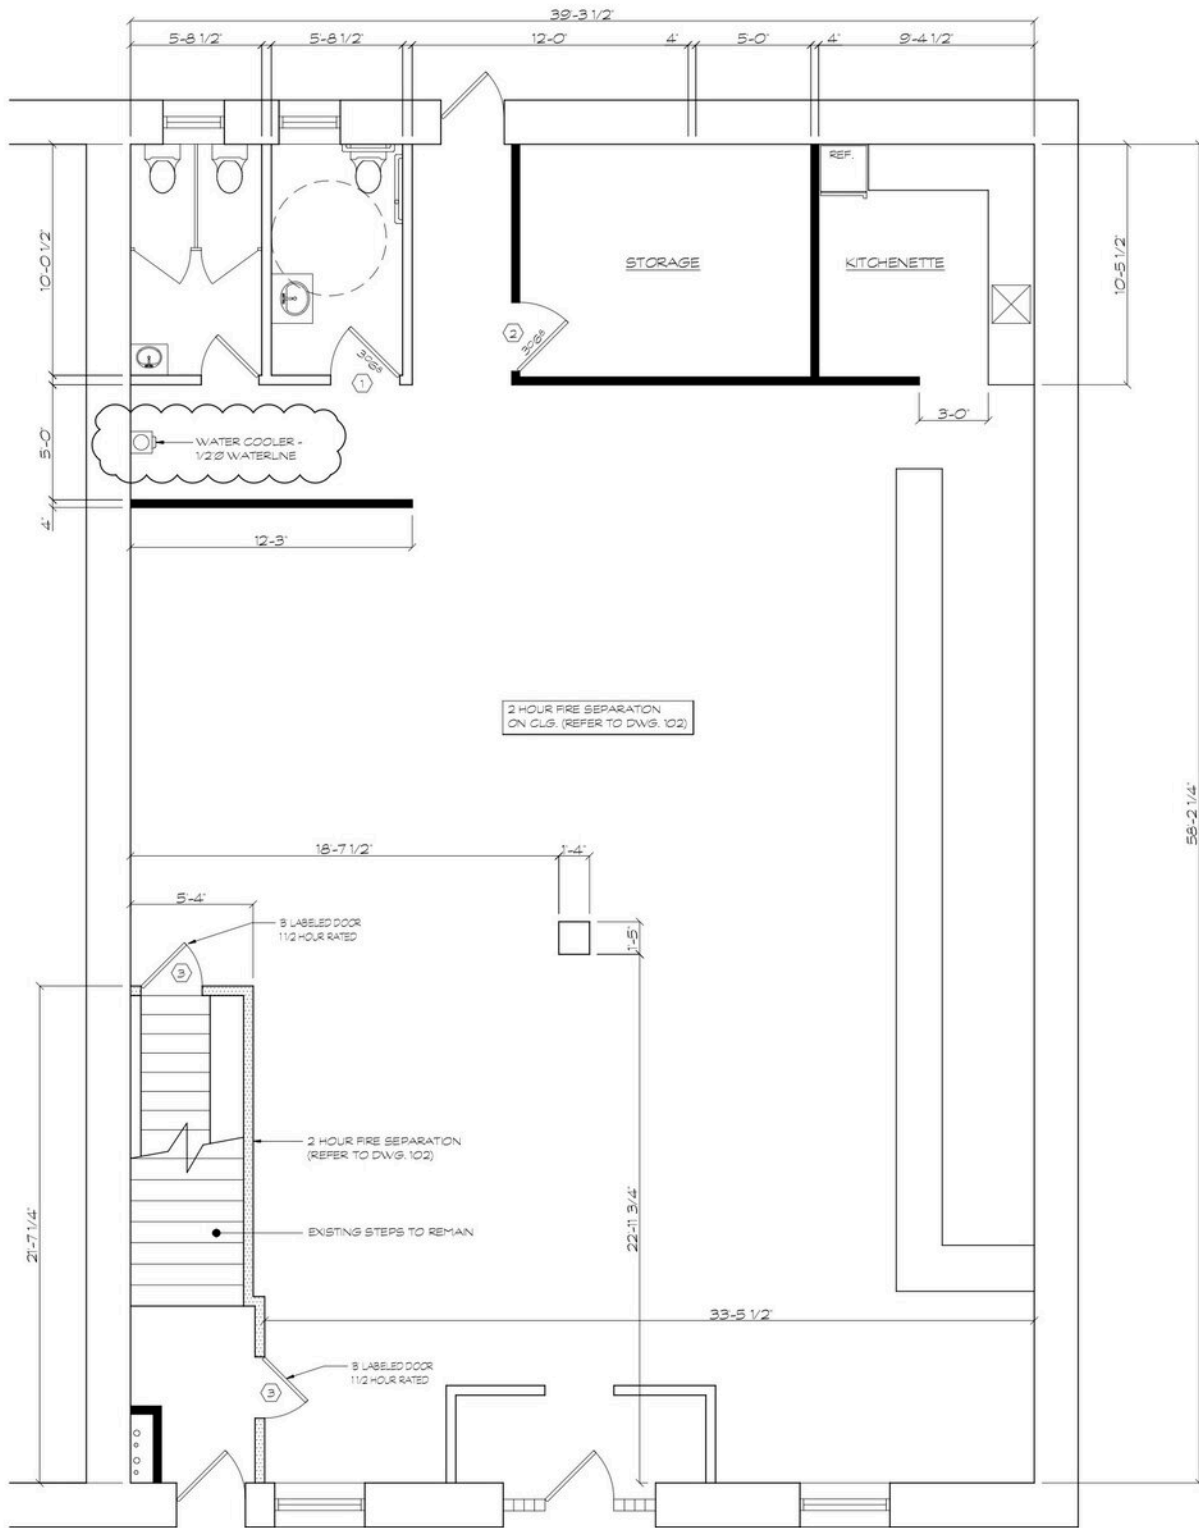 39'-3 1/2"
5'-8 1/2"
5'-8 1/2"
12'-0"
4"
5'-0"
4"
9'-4 1/2"
REF.
STORAGE
KITCHENETTE
10'-0 1/2"
10'-5 1/2"
2
3068
3068
1
3'-0"
5'-0"
WATER COOLER -
1/2"Ø WATERLINE
4"
12'-3"
2 HOUR FIRE SEPARATION
ON CLG. (REFER TO DWG. 102)
58'-2 1/4"
18'-7 1/2"
1'-4"
5'-4"
B LABELED DOOR
1 1/2 HOUR RATED
1'-5"
3
2 HOUR FIRE SEPARATION
(REFER TO DWG. 102)
21'-7 1/4"
22'-11 3/4"
EXISTING STEPS TO REMAIN
33'-5 1/2"
B LABELED DOOR
1 1/2 HOUR RATED
3